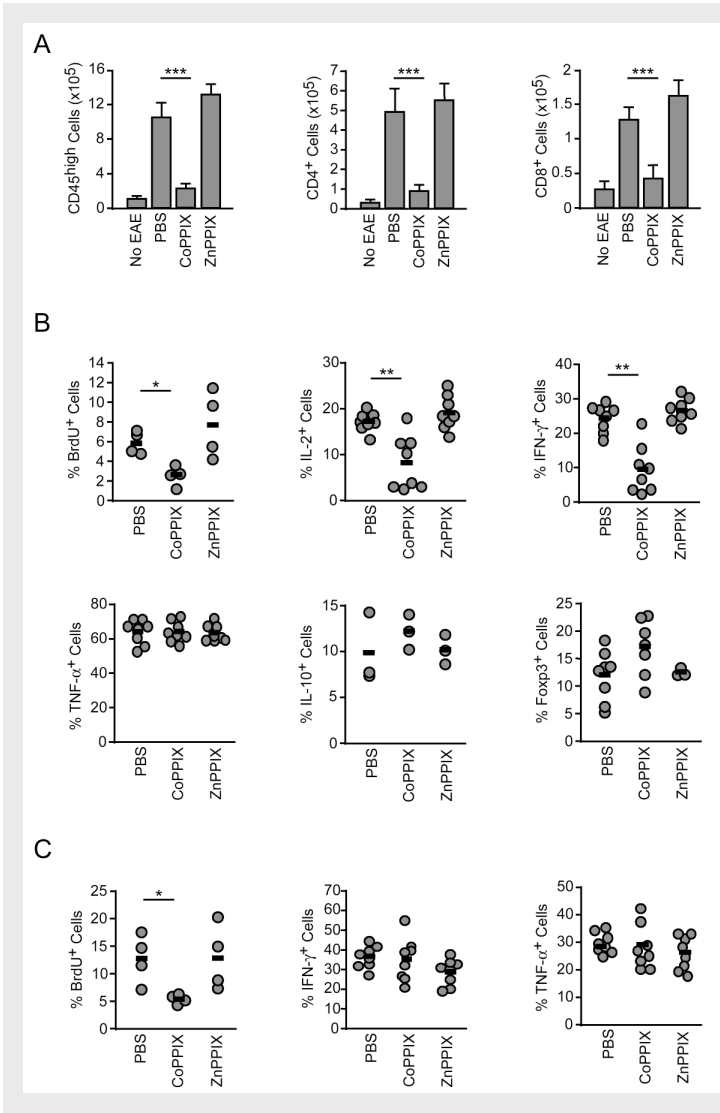 A
CD45high Cells (x10⁵)
16
12
8
4
0
***
No EAE
PBS
CoPPIX
ZnPPIX
CD4⁺ Cells (x10⁵)
7
6
5
4
3
2
1
0
***
No EAE
PBS
CoPPIX
ZnPPIX
CD8⁺ Cells (x10⁵)
2
1.5
1
0.5
0
***
No EAE
PBS
CoPPIX
ZnPPIX
B
% BrdU⁺ Cells
14
12
10
8
6
4
2
0
*
PBS
CoPPIX
ZnPPIX
% IL-2⁺ Cells
30
20
10
0
**
PBS
CoPPIX
ZnPPIX
% IFN-γ⁺ Cells
40
30
20
10
0
**
PBS
CoPPIX
ZnPPIX
% TNF-α⁺ Cells
80
60
40
20
0
PBS
CoPPIX
ZnPPIX
% IL-10⁺ Cells
15
10
5
0
PBS
CoPPIX
ZnPPIX
% Foxp3⁺ Cells
25
20
15
10
5
0
PBS
CoPPIX
ZnPPIX
C
% BrdU⁺ Cells
25
20
15
10
5
0
*
PBS
CoPPIX
ZnPPIX
% IFN-γ⁺ Cells
70
60
50
40
30
20
10
0
PBS
CoPPIX
ZnPPIX
% TNF-α⁺ Cells
50
40
30
20
10
0
PBS
CoPPIX
ZnPPIX